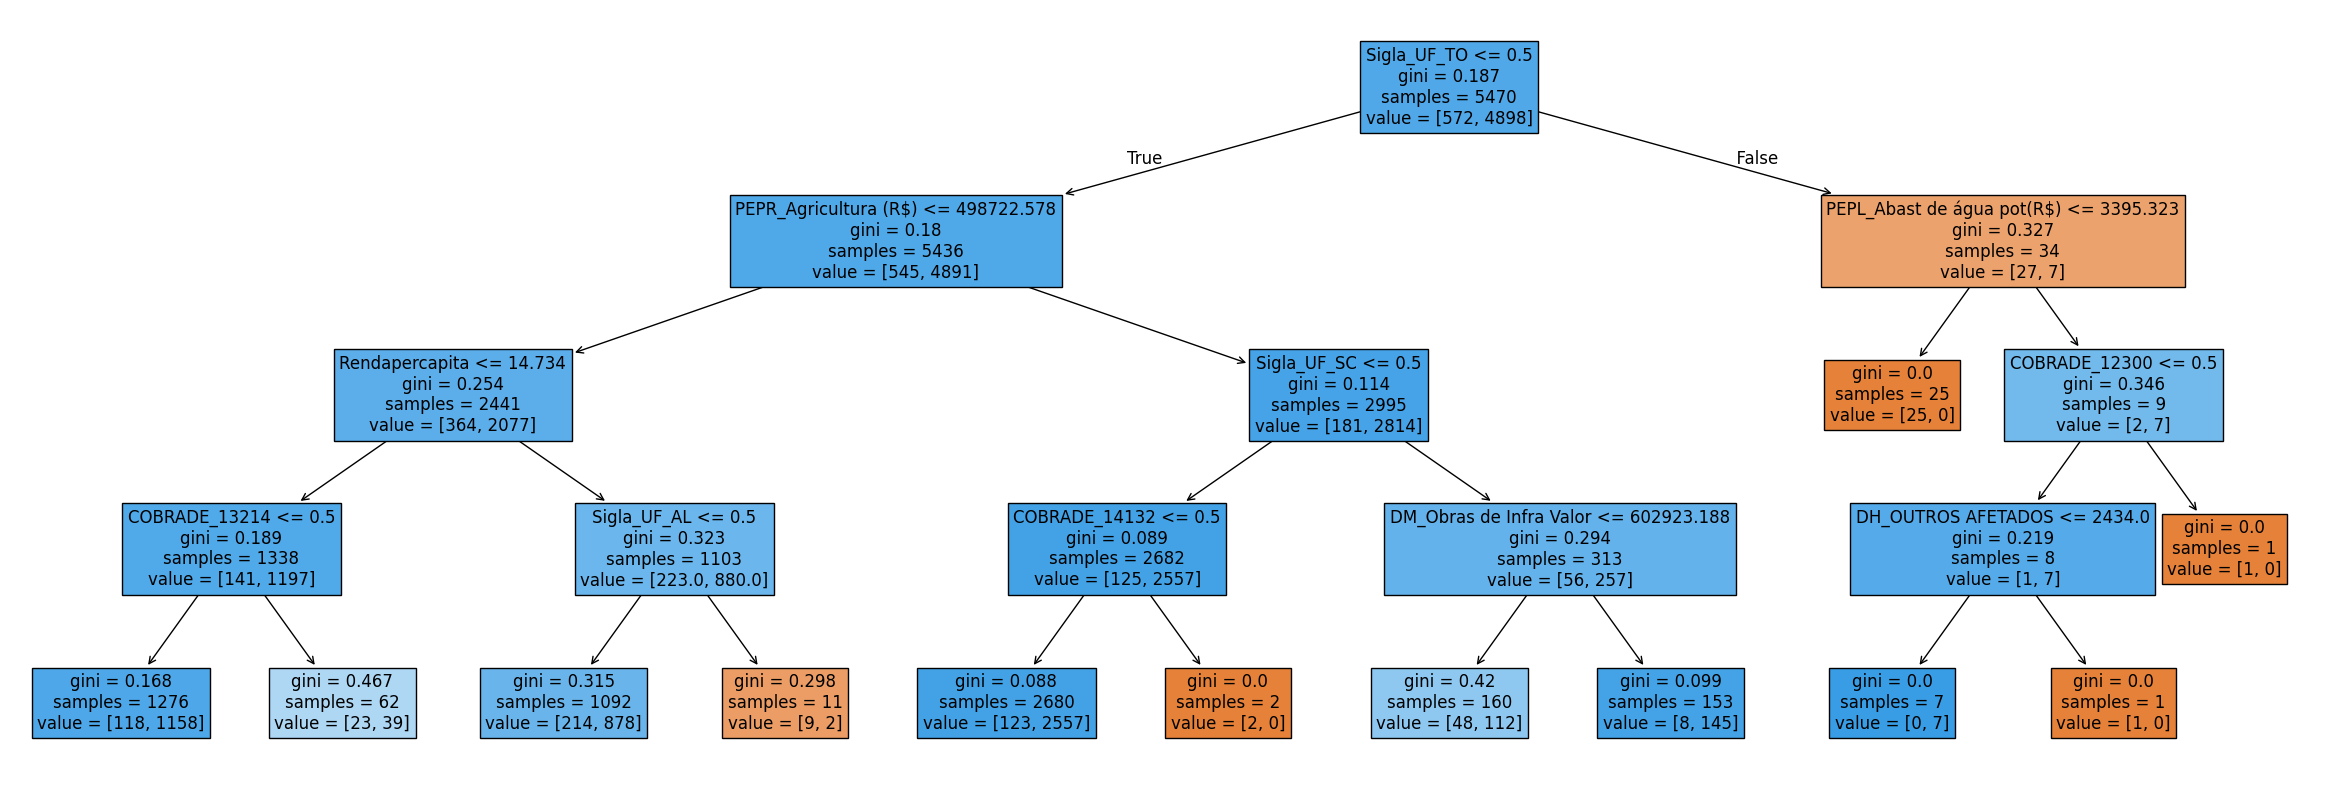 Sigla_UF_TO <= 0.5
gini = 0.187
samples = 5470
value = [572, 4898]
True
False
PEPR_Agricultura (R$) <= 498722.578
gini = 0.18
samples = 5436
value = [545, 4891]
PEPL_Abast de água pot(R$) <= 3395.323
gini = 0.327
samples = 34
value = [27, 7]
Rendapercapita <= 14.734
gini = 0.254
samples = 2441
value = [364, 2077]
Sigla_UF_SC <= 0.5
gini = 0.114
samples = 2995
value = [181, 2814]
gini = 0.0
samples = 25
value = [25, 0]
COBRADE_12300 <= 0.5
gini = 0.346
samples = 9
value = [2, 7]
COBRADE_13214 <= 0.5
gini = 0.189
samples = 1338
value = [141, 1197]
Sigla_UF_AL <= 0.5
gini = 0.323
samples = 1103
value = [223.0, 880.0]
COBRADE_14132 <= 0.5
gini = 0.089
samples = 2682
value = [125, 2557]
DM_Obras de Infra Valor <= 602923.188
gini = 0.294
samples = 313
value = [56, 257]
DH_OUTROS AFETADOS <= 2434.0
gini = 0.219
samples = 8
value = [1, 7]
gini = 0.0
samples = 1
value = [1, 0]
gini = 0.168
samples = 1276
value = [118, 1158]
gini = 0.467
samples = 62
value = [23, 39]
gini = 0.315
samples = 1092
value = [214, 878]
gini = 0.298
samples = 11
value = [9, 2]
gini = 0.088
samples = 2680
value = [123, 2557]
gini = 0.0
samples = 2
value = [2, 0]
gini = 0.42
samples = 160
value = [48, 112]
gini = 0.099
samples = 153
value = [8, 145]
gini = 0.0
samples = 7
value = [0, 7]
gini = 0.0
samples = 1
value = [1, 0]